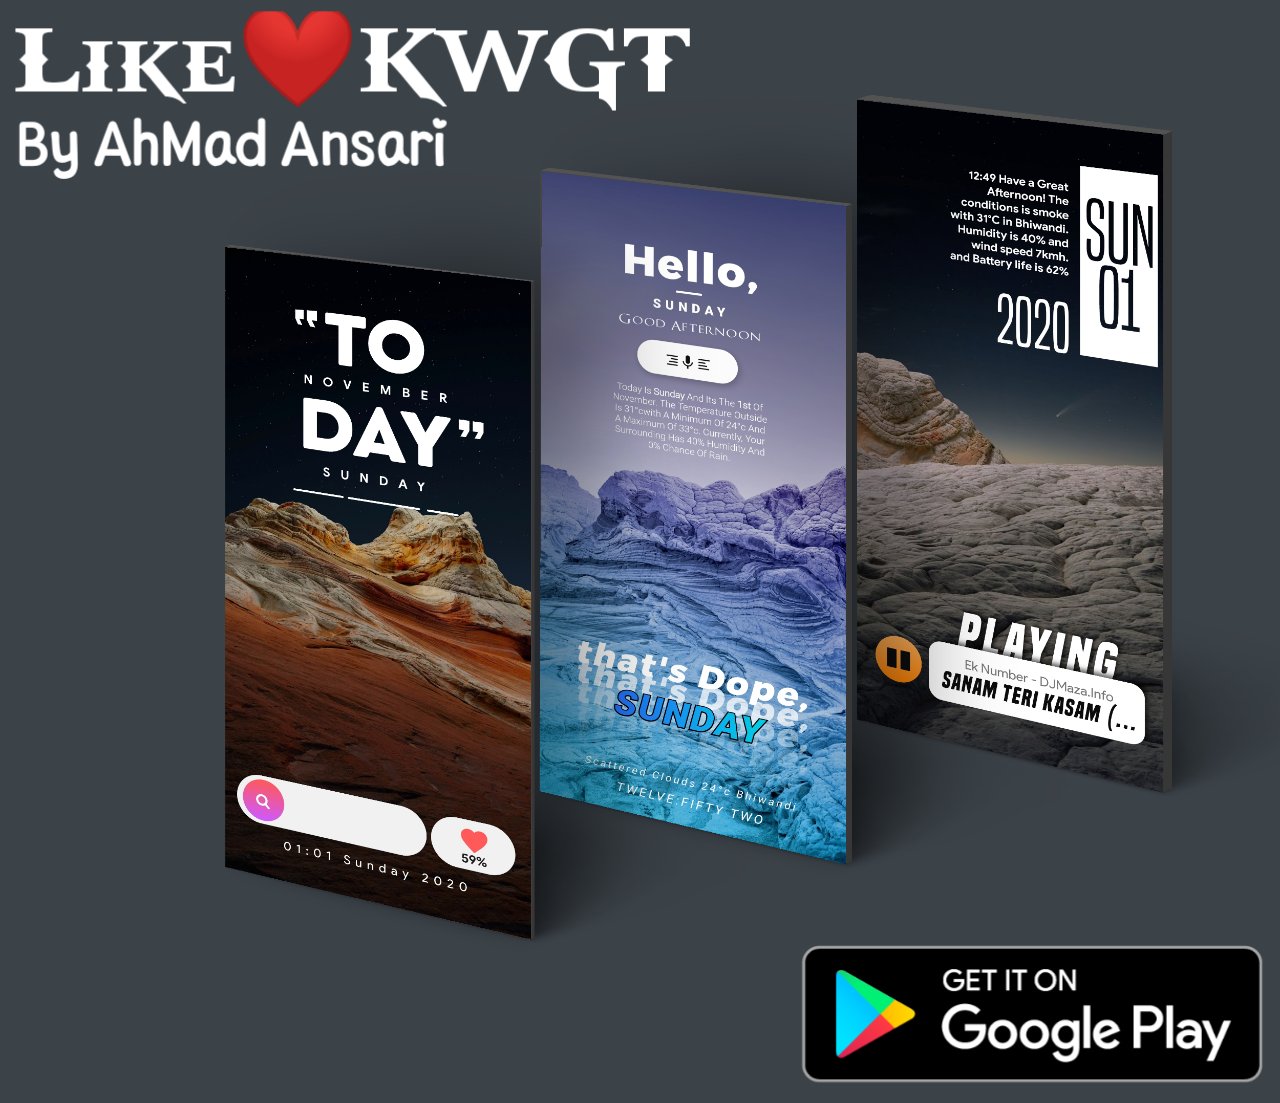 LIKE❤KWGT
By AhMad Ansari
“TO
NOVEMBER
DAY”
SUNDAY
59%
01:01 Sunday 2020
Hello,
SUNDAY
GOOD AFTERNOON
Today Is Sunday And Its The 1st Of
November. The Temperature Outside
Is 31°cwith A Minimum Of 24°c And
A Maximum Of 33°c. Currently, Your
Surrounding Has 40% Humidity And
0% Chance Of Rain.
that's Dope,
that's Dope,
that's Dope,
SUNDAY
Scattered Clouds 24°c Bhiwandi
TWELVE:FIFTY TWO
12:49 Have a Great
Afternoon! The
conditions is smoke
with 31°C in Bhiwandi.
Humidity is 40% and
wind speed 7kmh.
and Battery life is 62%
2020
SUN
01
PLAYING
Ek Number - DJMaza.Info
SANAM TERI KASAM (...
GET IT ON
Google Play